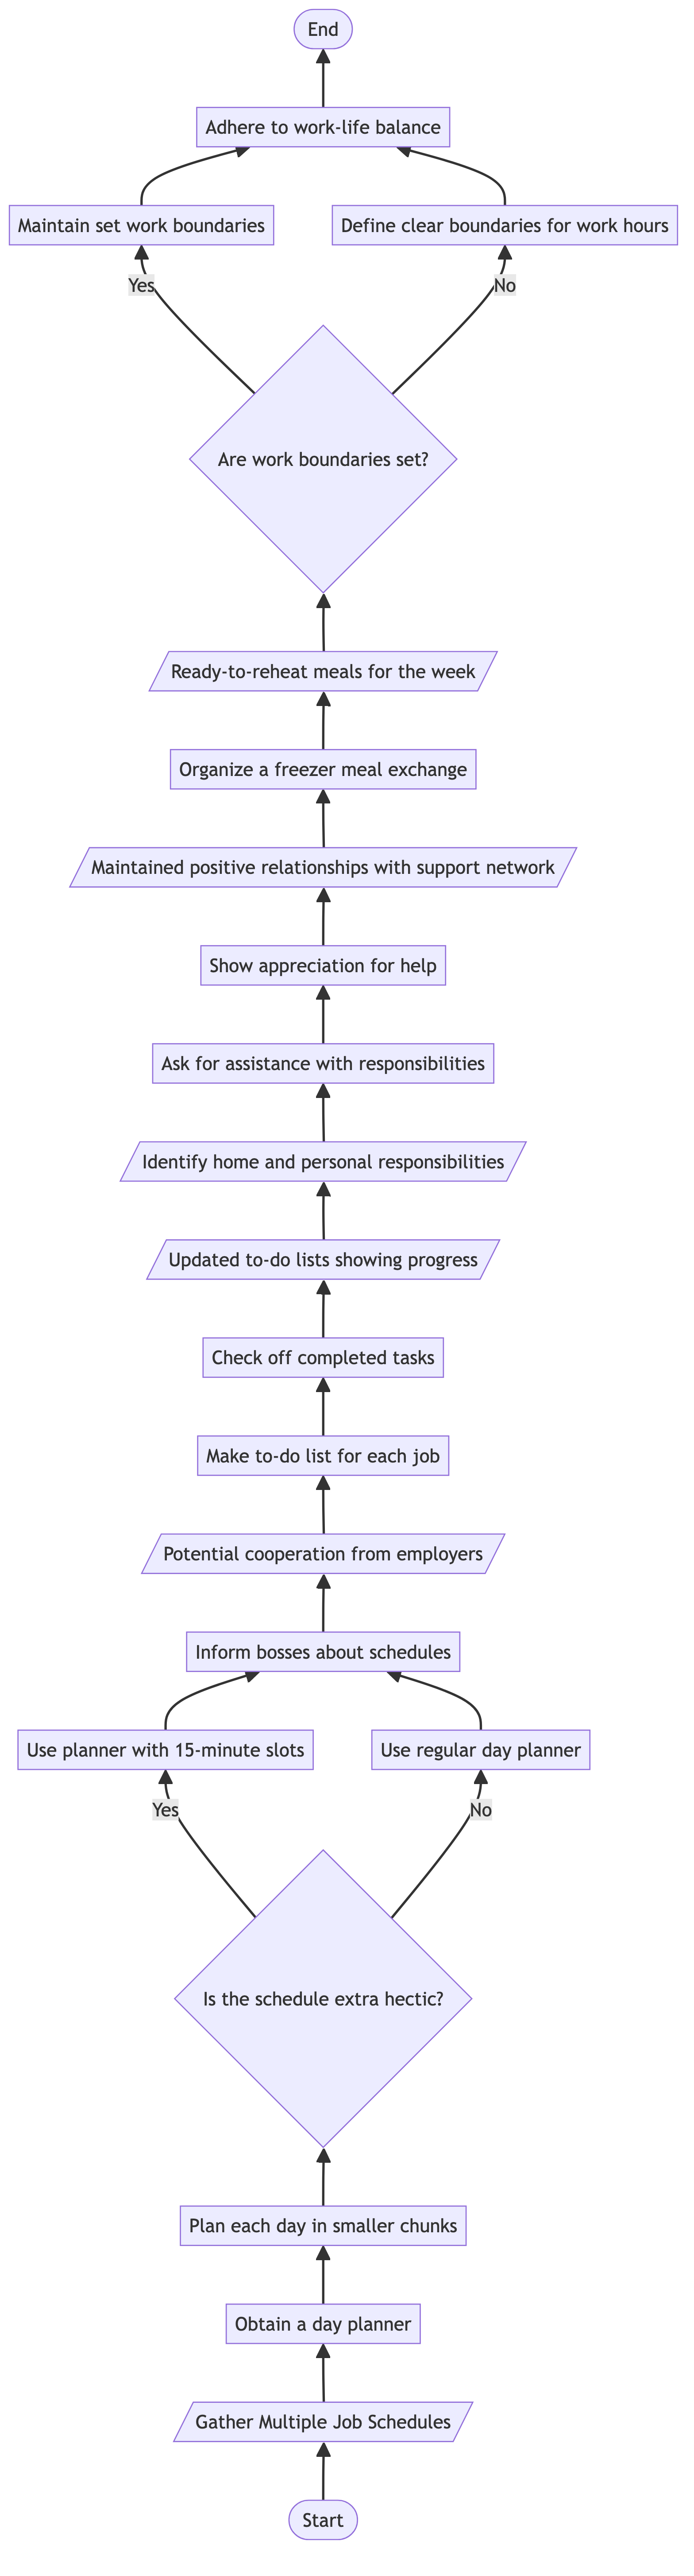 End
Adhere to work-life balance
Maintain set work boundaries
Define clear boundaries for work hours
Yes
No
Are work boundaries set?
Ready-to-reheat meals for the week
Organize a freezer meal exchange
Maintained positive relationships with support network
Show appreciation for help
Ask for assistance with responsibilities
Identify home and personal responsibilities
Updated to-do lists showing progress
Check off completed tasks
Make to-do list for each job
Potential cooperation from employers
Inform bosses about schedules
Use planner with 15-minute slots
Use regular day planner
Yes
No
Is the schedule extra hectic?
Plan each day in smaller chunks
Obtain a day planner
Gather Multiple Job Schedules
Start